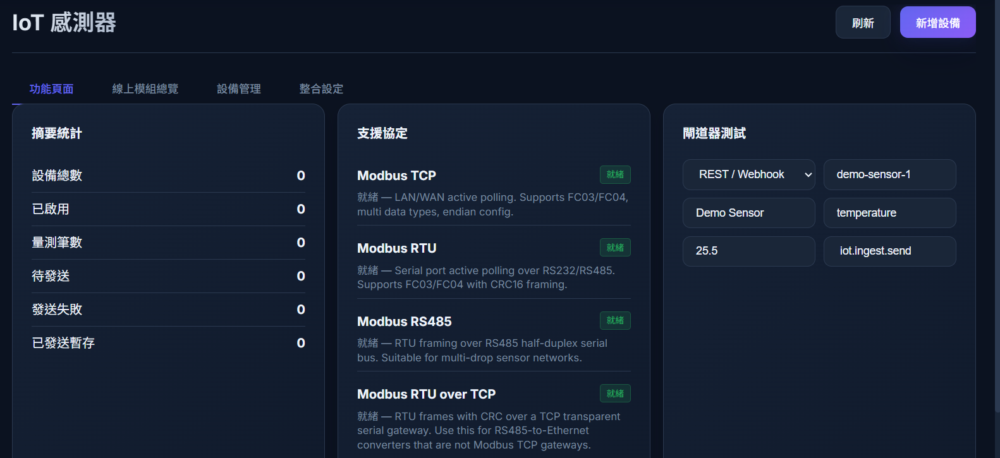 IoT 感測器
刷新
新增設備
功能頁面
線上模組總覽
設備管理
整合設定
摘要統計
設備總數 0
已啟用 0
量測筆數 0
待發送 0
發送失敗 0
已發送暫存 0
支援協定
Modbus TCP 就緒
就緒 — LAN/WAN active polling. Supports FC03/FC04,
multi data types, endian config.
Modbus RTU 就緒
就緒 — Serial port active polling over RS232/RS485.
Supports FC03/FC04 with CRC16 framing.
Modbus RS485 就緒
就緒 — RTU framing over RS485 half-duplex serial
bus. Suitable for multi-drop sensor networks.
Modbus RTU over TCP 就緒
就緒 — RTU frames with CRC over a TCP transparent
serial gateway. Use this for RS485-to-Ethernet
converters that are not Modbus TCP gateways.
閘道器測試
REST / Webhook
demo-sensor-1
Demo Sensor
temperature
25.5
iot.ingest.send